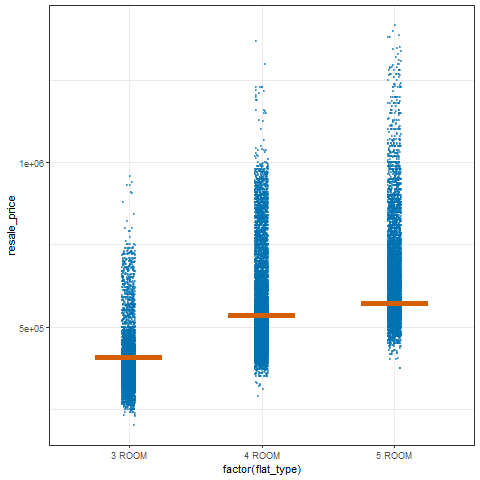 resale_price
1e+06
5e+05
3 ROOM 4 ROOM 5 ROOM
factor(flat_type)